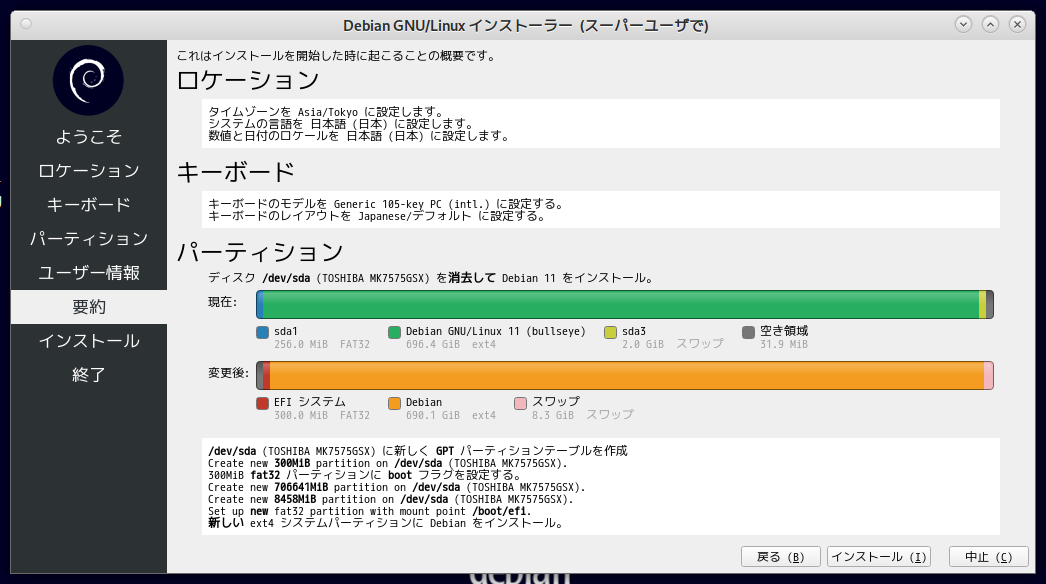 Debian GNU/Linux インストーラー (スーパーユーザで)
ようこそ
ロケーション
キーボード
パーティション
ユーザー情報
要約
インストール
終了
これはインストールを開始した時に起こることの概要です。
ロケーション
タイムゾーンを Asia/Tokyo に設定します。
システムの言語を 日本語 (日本) に設定します。
数値と日付のロケールを 日本語 (日本) に設定します。
キーボード
キーボードのモデルを Generic 105-key PC (intl.) に設定する。
キーボードのレイアウトを Japanese/デフォルト に設定する。
パーティション
ディスク /dev/sda (TOSHIBA MK7575GSX) を消去して Debian 11 をインストール。
現在:
sda1 Debian GNU/Linux 11 (bullseye) sda3 空き領域
256.0 MiB FAT32 696.4 GiB ext4 2.0 GiB スワップ 31.9 MiB
変更後:
EFI システム Debian スワップ
300.0 MiB FAT32 690.1 GiB ext4 8.3 GiB スワップ
/dev/sda (TOSHIBA MK7575GSX) に新しく GPT パーティションテーブルを作成
Create new 300MiB partition on /dev/sda (TOSHIBA MK7575GSX).
300MiB fat32 パーティションに boot フラグを設定する。
Create new 706641MiB partition on /dev/sda (TOSHIBA MK7575GSX).
Create new 8458MiB partition on /dev/sda (TOSHIBA MK7575GSX).
Set up new fat32 partition with mount point /boot/efi.
新しい ext4 システムパーティションに Debian をインストール。
戻る (B) インストール (I) 中止 (C)
debian